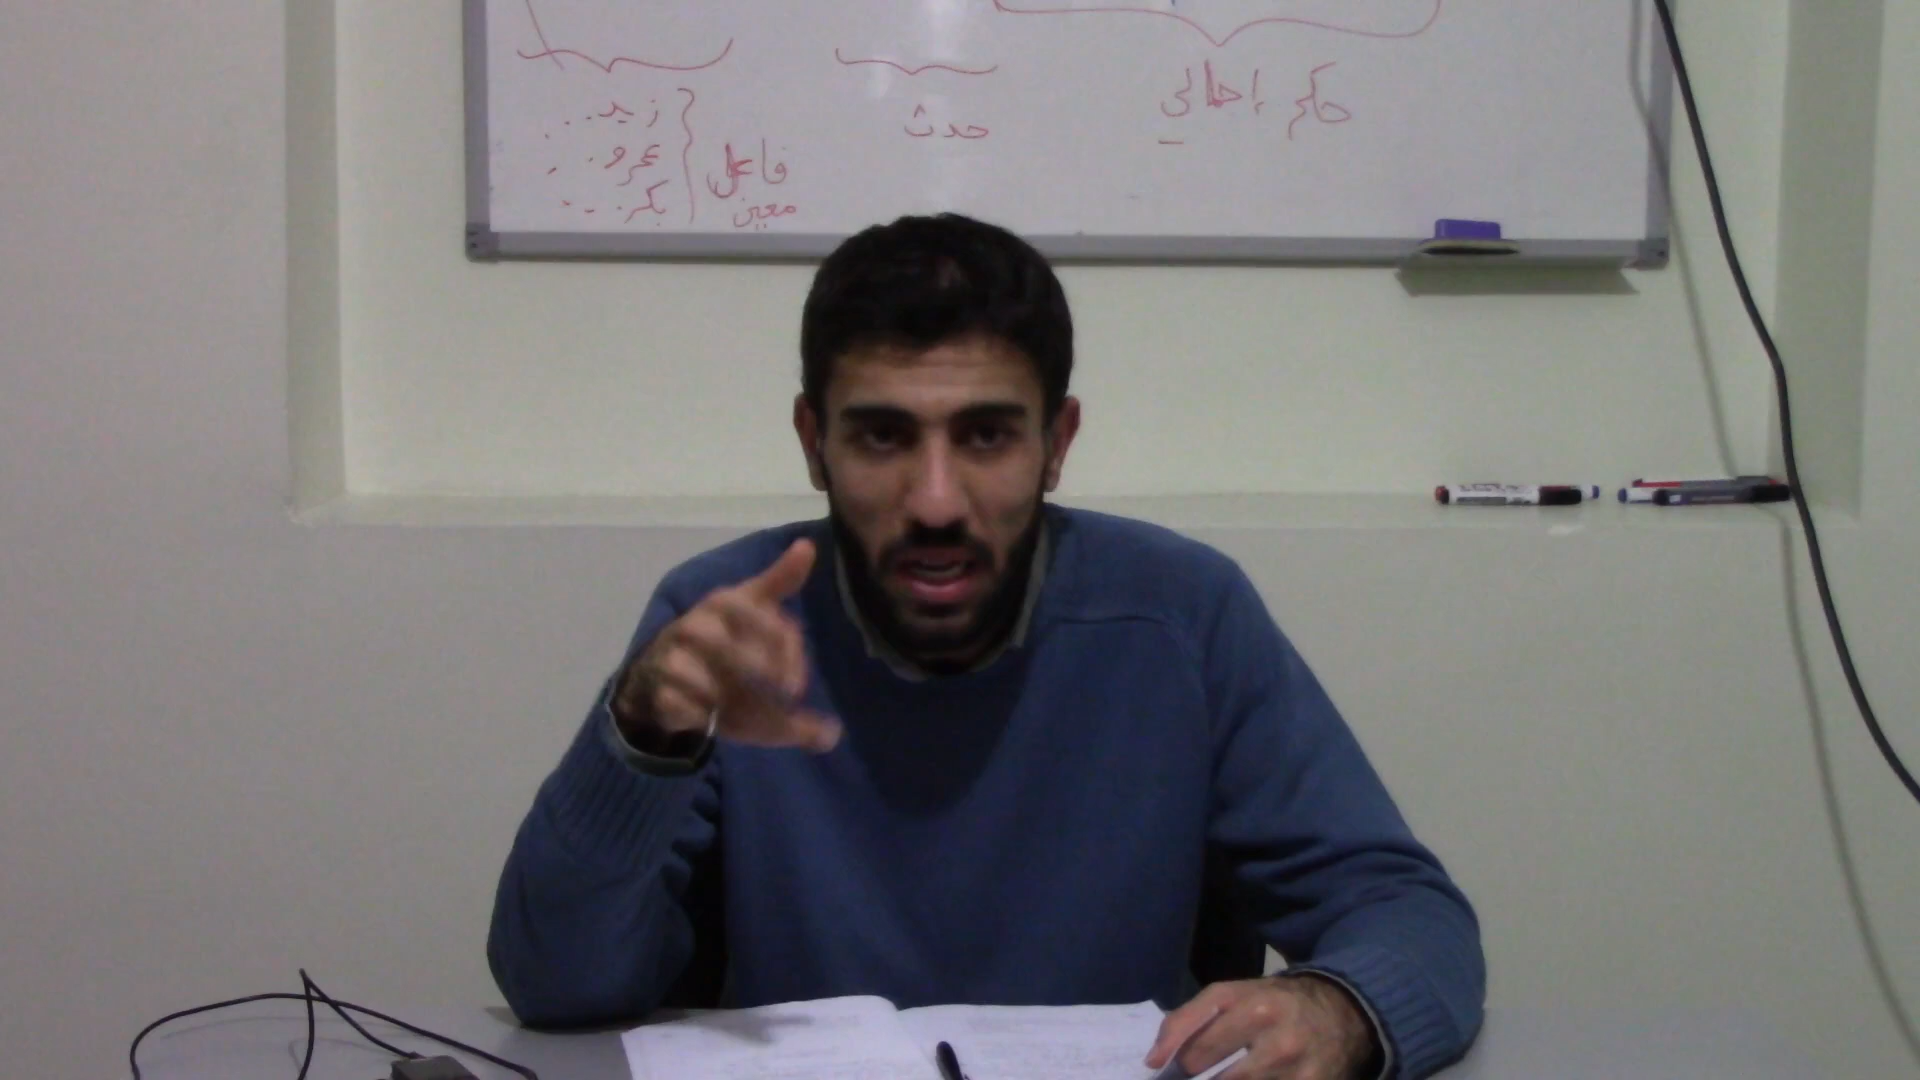 حكم إجمالي
حدث
فاعل معين
زيد...
عمرو..
بكر...